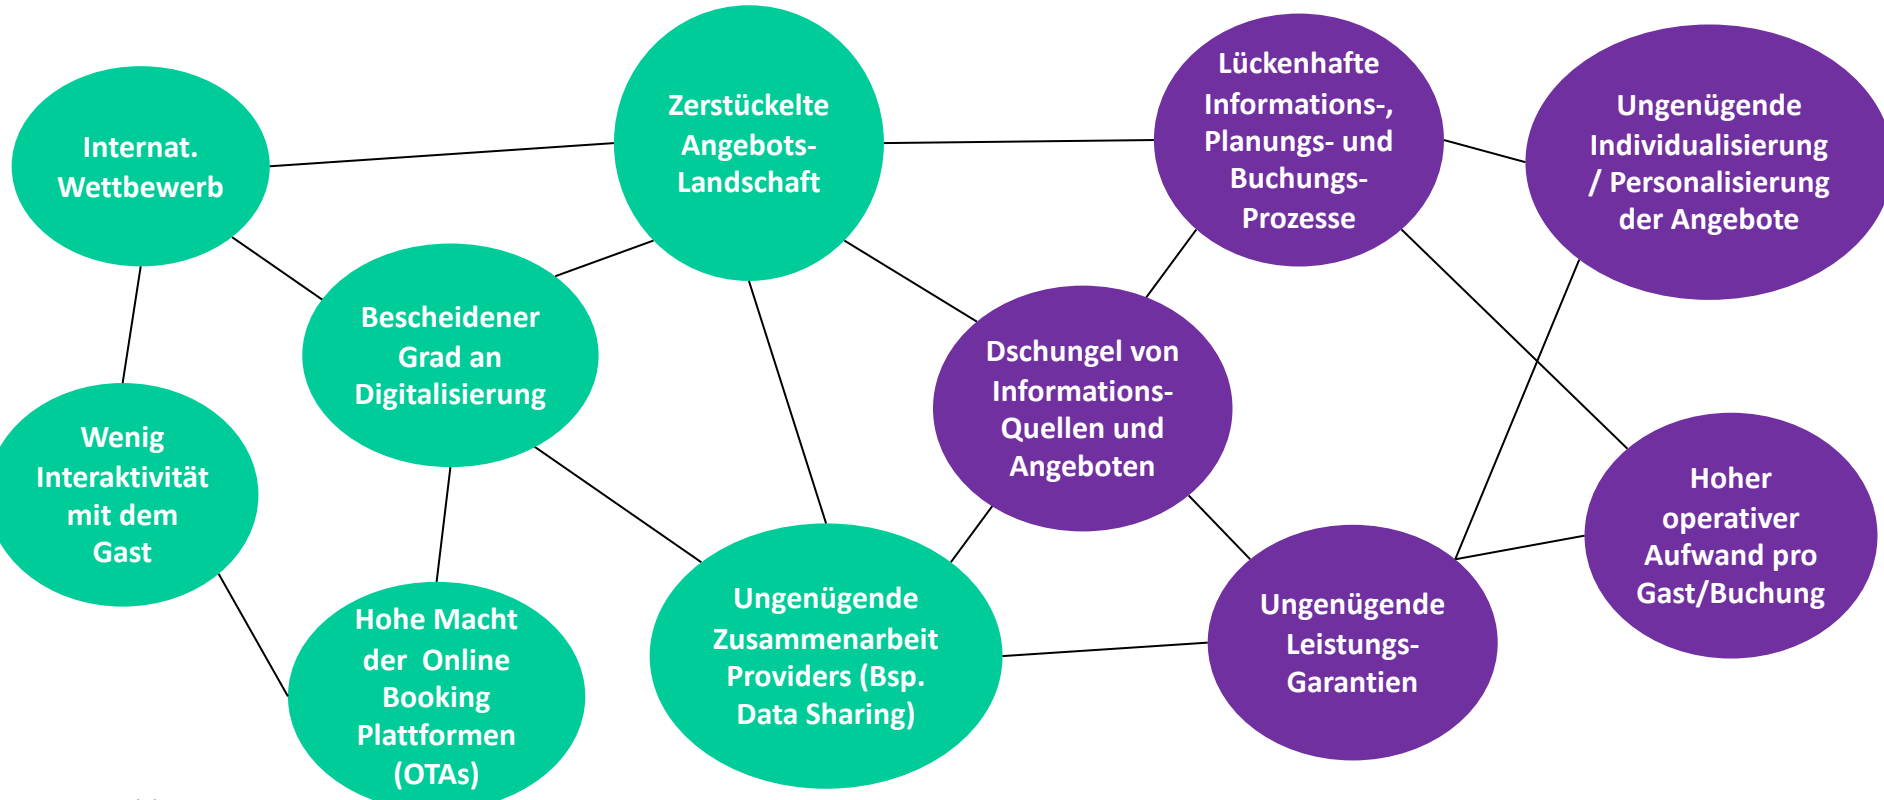 Internat.
Wettbewerb
Zerstückelte
Angebots-
Landschaft
Lückenhafte
Informations-,
Planungs- und
Buchungs-
Prozesse
Ungenügende
Individualisierung
/ Personalisierung
der Angebote
Bescheidener
Grad an
Digitalisierung
Dschungel von
Informations-
Quellen und
Angeboten
Wenig
Interaktivität
mit dem
Gast
Hoher
operativer
Aufwand pro
Gast/Buchung
Hohe Macht
der Online
Booking
Plattformen
(OTAs)
Ungenügende
Zusammenarbeit
Providers (Bsp.
Data Sharing)
Ungenügende
Leistungs-
Garantien